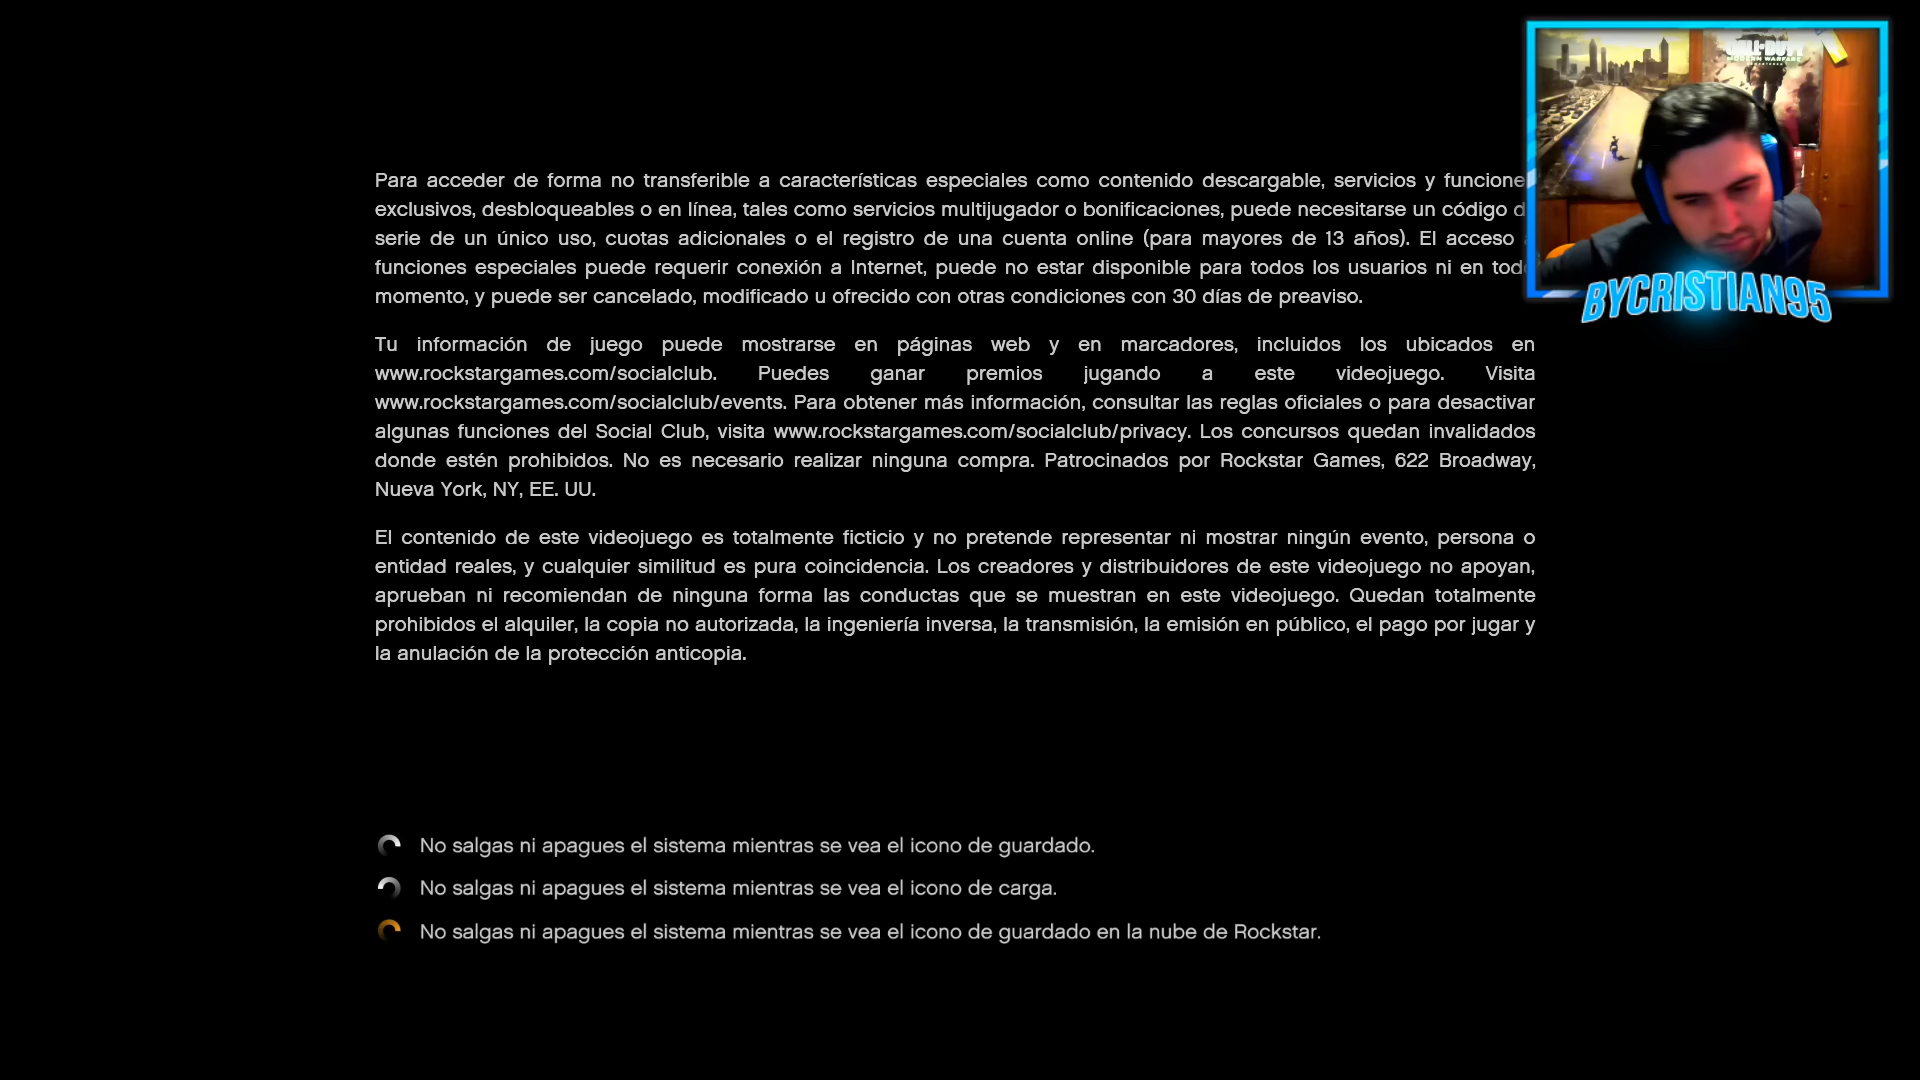 Para acceder de forma no transferible a características especiales como contenido descargable, servicios y
exclusivos, desbloqueables o en línea, tales como servicios multijugador o bonificaciones, puede necesitarse un código
serie de un único uso, cuotas adicionales o el registro de una cuenta online (para mayores de 13 años). El acceso
funciones especiales puede requerir conexión a Internet, puede no estar disponible para todos los usuarios ni en
momento, y puede ser cancelado, modificado u ofrecido con otras condiciones con 30 días de preaviso.
Tu información de juego puede mostrarse en páginas web y en marcadores, incluidos los ubicados en
www.rockstargames.com/socialclub. Puedes ganar premios jugando a este videojuego. Visita
www.rockstargames.com/socialclub/events. Para obtener más información, consultar las reglas oficiales o para desactivar
algunas funciones del Social Club, visita www.rockstargames.com/socialclub/privacy. Los concursos quedan invalidados
donde estén prohibidos. No es necesario realizar ninguna compra. Patrocinados por Rockstar Games, 622 Broadway,
Nueva York, NY, EE. UU.
El contenido de este videojuego es totalmente ficticio y no pretende representar ni mostrar ningún evento, persona o
entidad reales, y cualquier similitud es pura coincidencia. Los creadores y distribuidores de este videojuego no apoyan,
aprueban ni recomiendan de ninguna forma las conductas que se muestran en este videojuego. Quedan totalmente
prohibidos el alquiler, la copia no autorizada, la ingeniería inversa, la transmisión, la emisión en público, el pago por jugar y
la anulación de la protección anticopia.
No salgas ni apagues el sistema mientras se vea el icono de guardado.
No salgas ni apagues el sistema mientras se vea el icono de carga.
No salgas ni apagues el sistema mientras se vea el icono de guardado en la nube de Rockstar.
CALL OF DUTY
MODERN WARFARE
BYCRISTIAN95